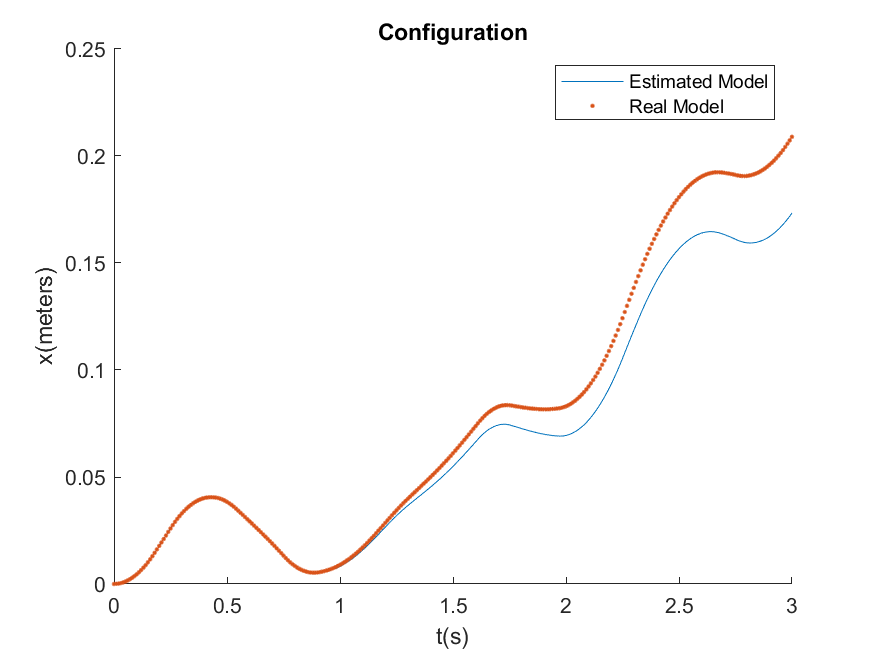 Configuration
0.25
Estimated Model
Real Model
0.2
0.15
x(meters)
0.1
0.05
0
0 0.5 1 1.5 2 2.5 3
t(s)